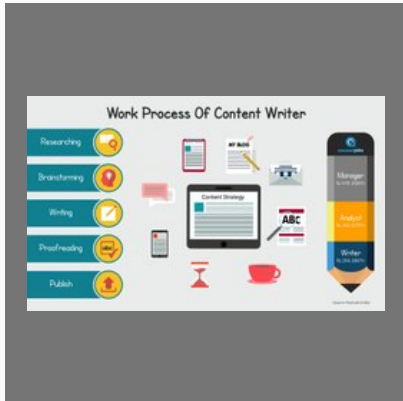 Work Process Of Content Writer
Researching
Brainstorming
Writing
Proofreading
Publish
MY BLOG
Content Strategy
ABC
Manager
Analyst
Writer